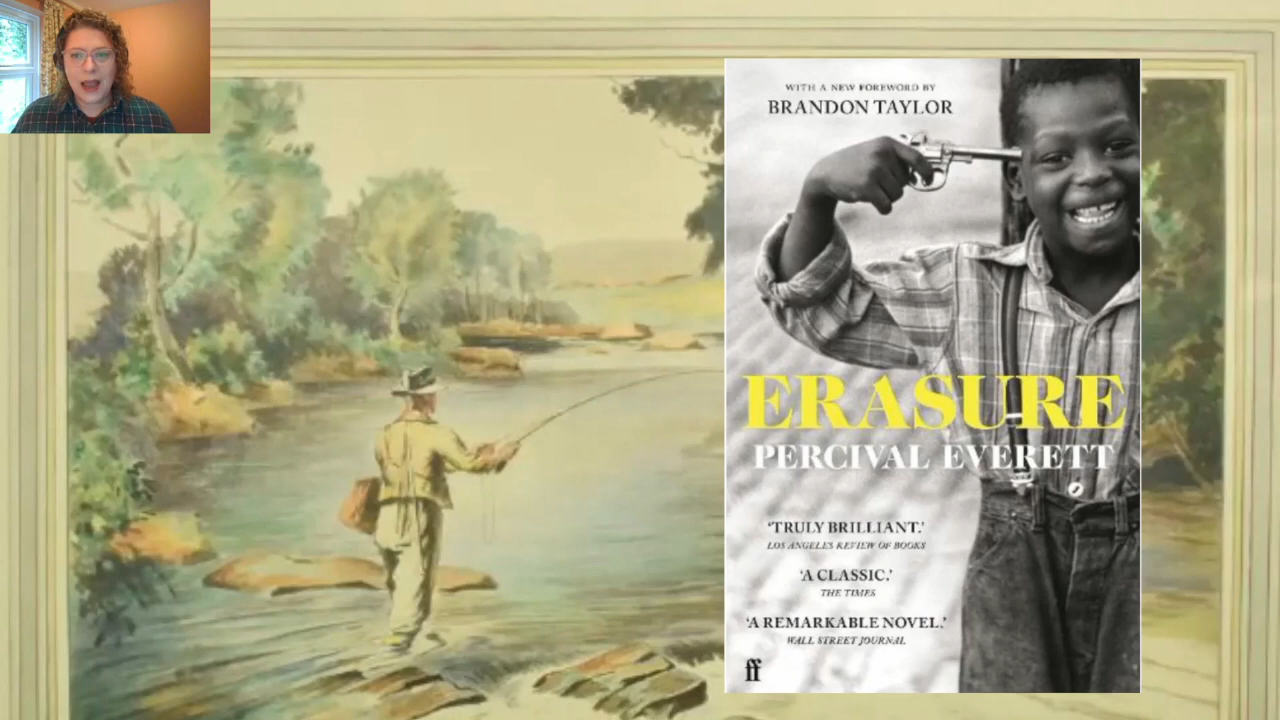 WITH A NEW FOREWORD BY
BRANDON TAYLOR
ERASURE
PERCIVAL EVERETT
'TRULY BRILLIANT.'
LOS ANGELES REVIEW OF BOOKS
'A CLASSIC.'
THE TIMES
'A REMARKABLE NOVEL.'
WALL STREET JOURNAL
ff